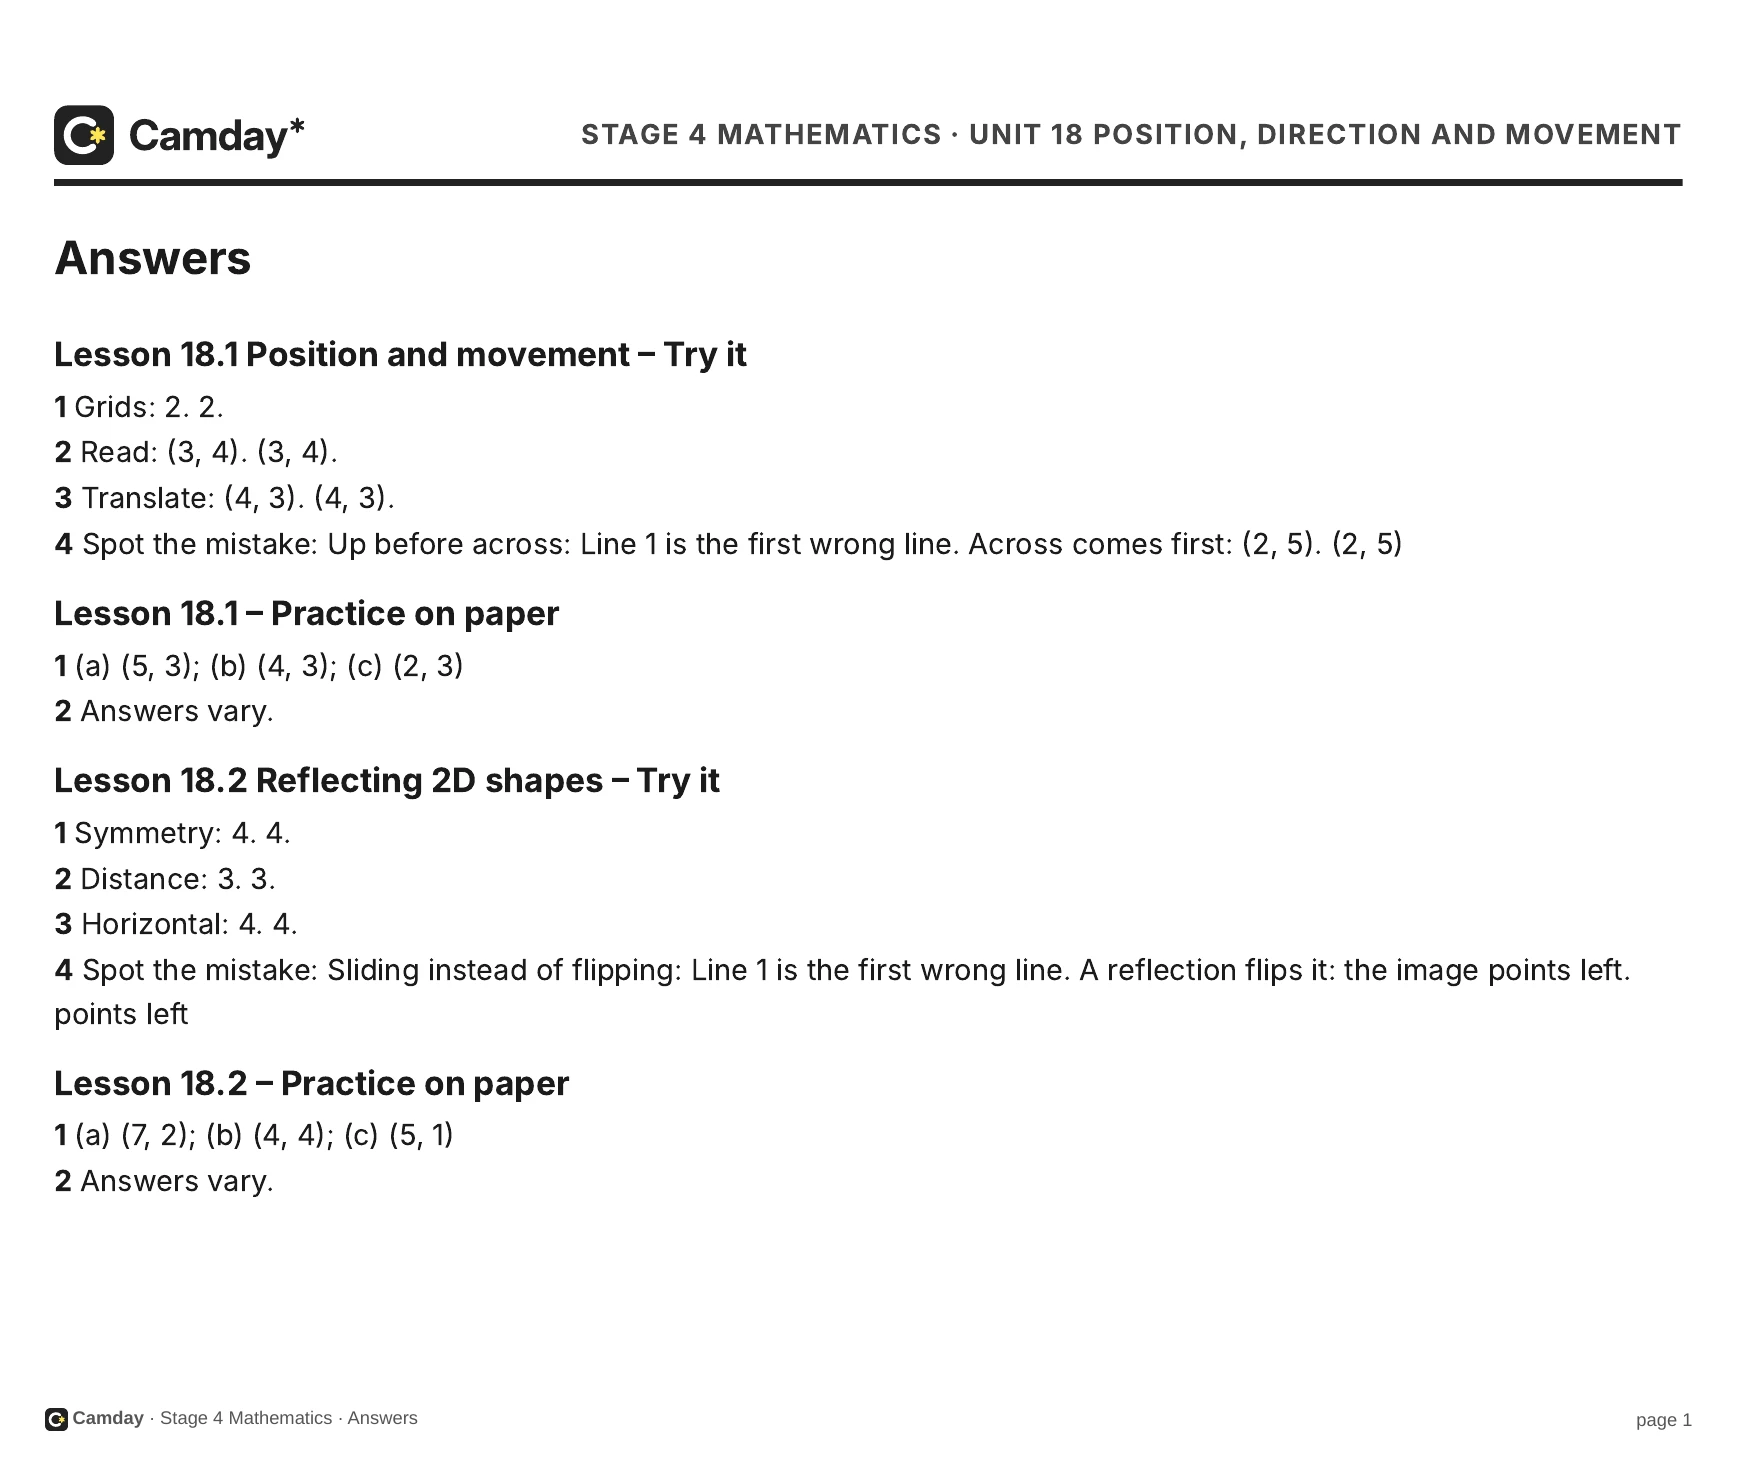 Camday*
STAGE 4 MATHEMATICS · UNIT 18 POSITION, DIRECTION AND MOVEMENT
Answers
Lesson 18.1 Position and movement – Try it
1 Grids: 2. 2.
2 Read: (3, 4). (3, 4).
3 Translate: (4, 3). (4, 3).
4 Spot the mistake: Up before across: Line 1 is the first wrong line. Across comes first: (2, 5). (2, 5)
Lesson 18.1 – Practice on paper
1 (a) (5, 3); (b) (4, 3); (c) (2, 3)
2 Answers vary.
Lesson 18.2 Reflecting 2D shapes – Try it
1 Symmetry: 4. 4.
2 Distance: 3. 3.
3 Horizontal: 4. 4.
4 Spot the mistake: Sliding instead of flipping: Line 1 is the first wrong line. A reflection flips it: the image points left.
points left
Lesson 18.2 – Practice on paper
1 (a) (7, 2); (b) (4, 4); (c) (5, 1)
2 Answers vary.
Camday · Stage 4 Mathematics · Answers
page 1